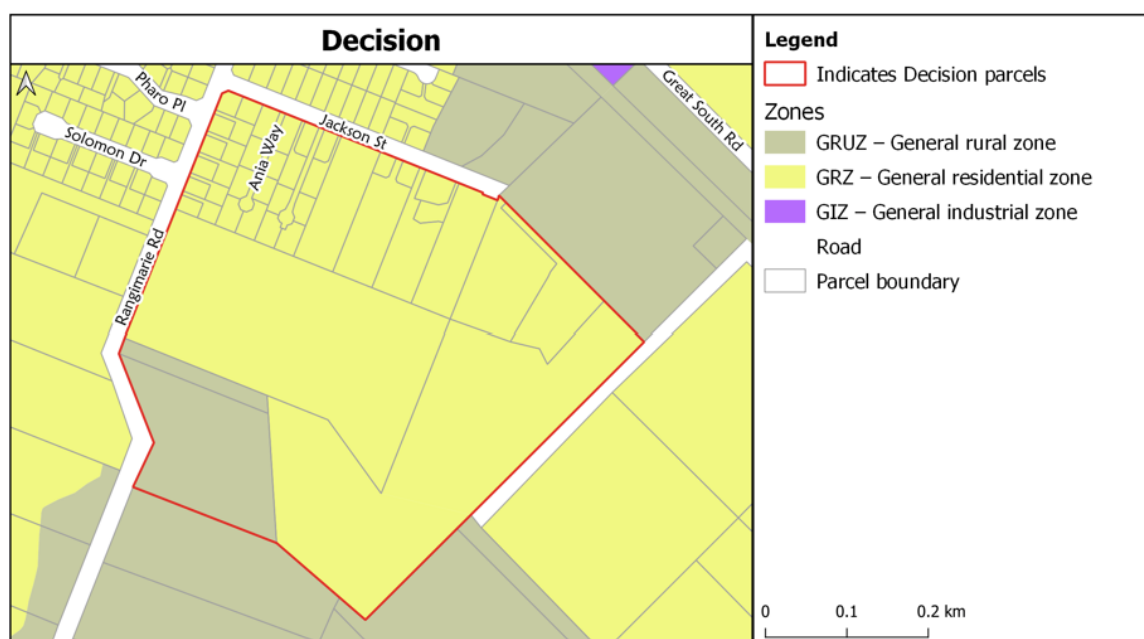 Decision
Pharo Pl
Solomon Dr
Ania Way
Jackson St
Great South Rd
Rangimarie Rd
Legend
Indicates Decision parcels
Zones
GRUZ – General rural zone
GRZ – General residential zone
GIZ – General industrial zone
Road
Parcel boundary
0 0.1 0.2 km